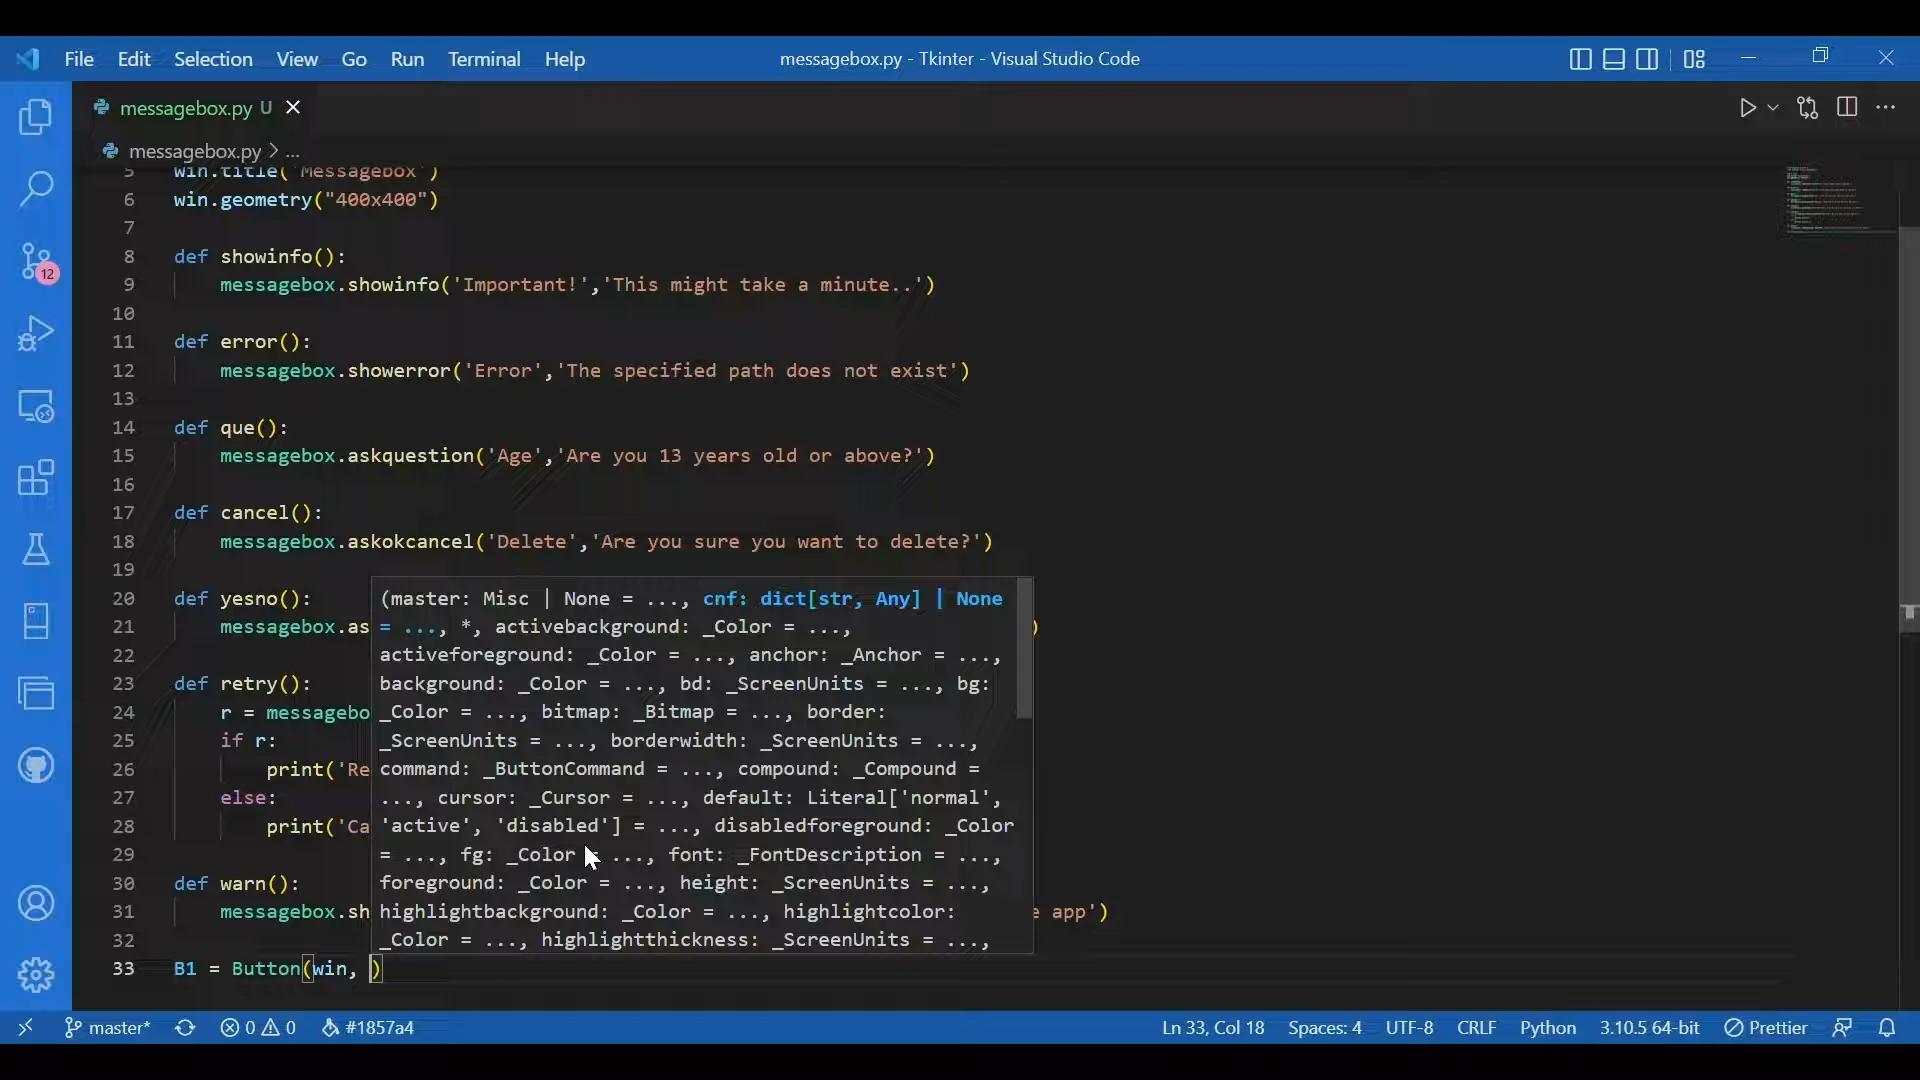 File Edit Selection View Go Run Terminal Help messagebox.py - Tkinter - Visual Studio Code
messagebox.py U
messagebox.py > ...
5 win.title('Messagebox')
6 win.geometry("400x400")
7
8 def showinfo():
9 messagebox.showinfo('Important!','This might take a minute..')
10
11 def error():
12 messagebox.showerror('Error','The specified path does not exist')
13
14 def que():
15 messagebox.askquestion('Age','Are you 13 years old or above?')
16
17 def cancel():
18 messagebox.askokcancel('Delete','Are you sure you want to delete?')
19
20 def yesno():
21 messagebox.as )
22
23 def retry():
24 r = messagebo
25 if r:
26 print('Re
27 else:
28 print('Ca
29
30 def warn():
31 messagebox.sh e app')
32
33 B1 = Button(win, )
(master: Misc | None = ..., cnf: dict[str, Any] | None
= ..., *, activebackground: _Color = ...,
activeforeground: _Color = ..., anchor: _Anchor = ...,
background: _Color = ..., bd: _ScreenUnits = ..., bg:
_Color = ..., bitmap: _Bitmap = ..., border:
_ScreenUnits = ..., borderwidth: _ScreenUnits = ...,
command: _ButtonCommand = ..., compound: _Compound =
..., cursor: _Cursor = ..., default: Literal['normal',
'active', 'disabled'] = ..., disabledforeground: _Color
= ..., fg: _Color = ..., font: _FontDescription = ...,
foreground: _Color = ..., height: _ScreenUnits = ...,
highlightbackground: _Color = ..., highlightcolor:
_Color = ..., highlightthickness: _ScreenUnits = ...,
12
master* 0 0 #1857a4 Ln 33, Col 18 Spaces: 4 UTF-8 CRLF Python 3.10.5 64-bit Prettier